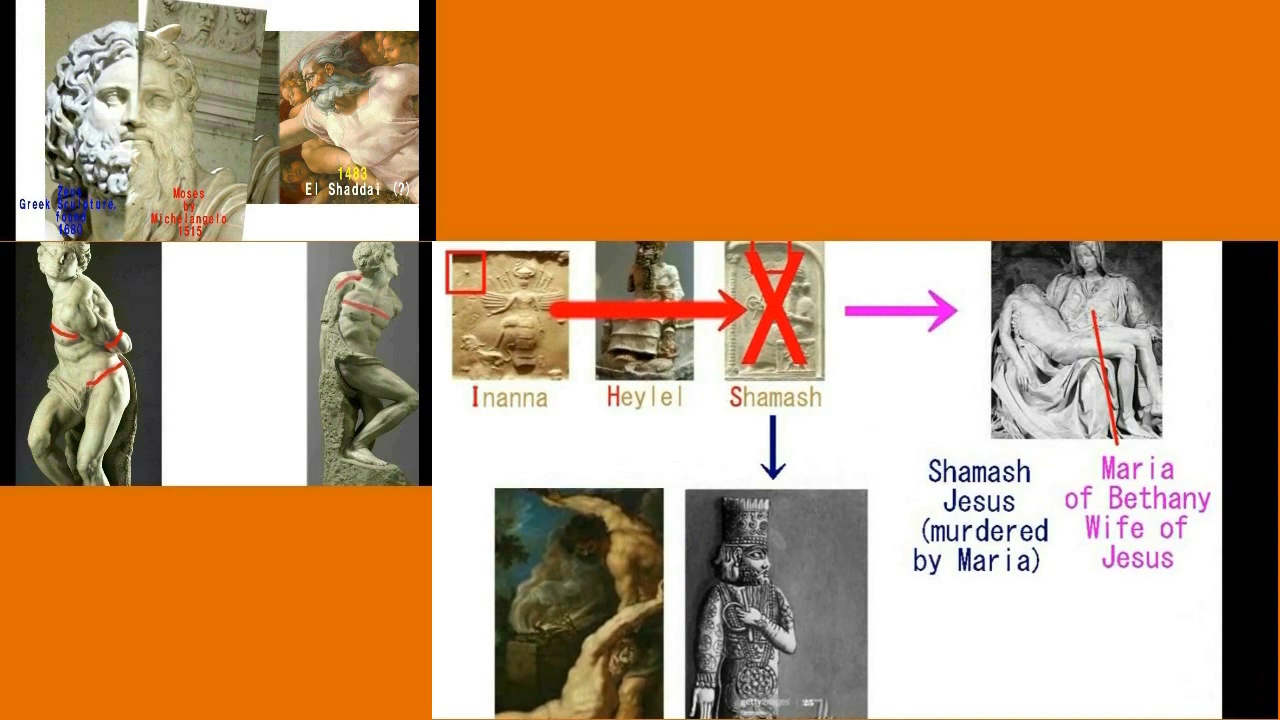 Zeus
Greek Sculpture,
found
1680
Moses
by
Michelangelo
1515
1483
El Shaddai (?)
Inanna
Heylel
Shamash
Shamash
Jesus
(murdered
by Maria)
Maria
of Bethany
Wife of
Jesus
gettyimages